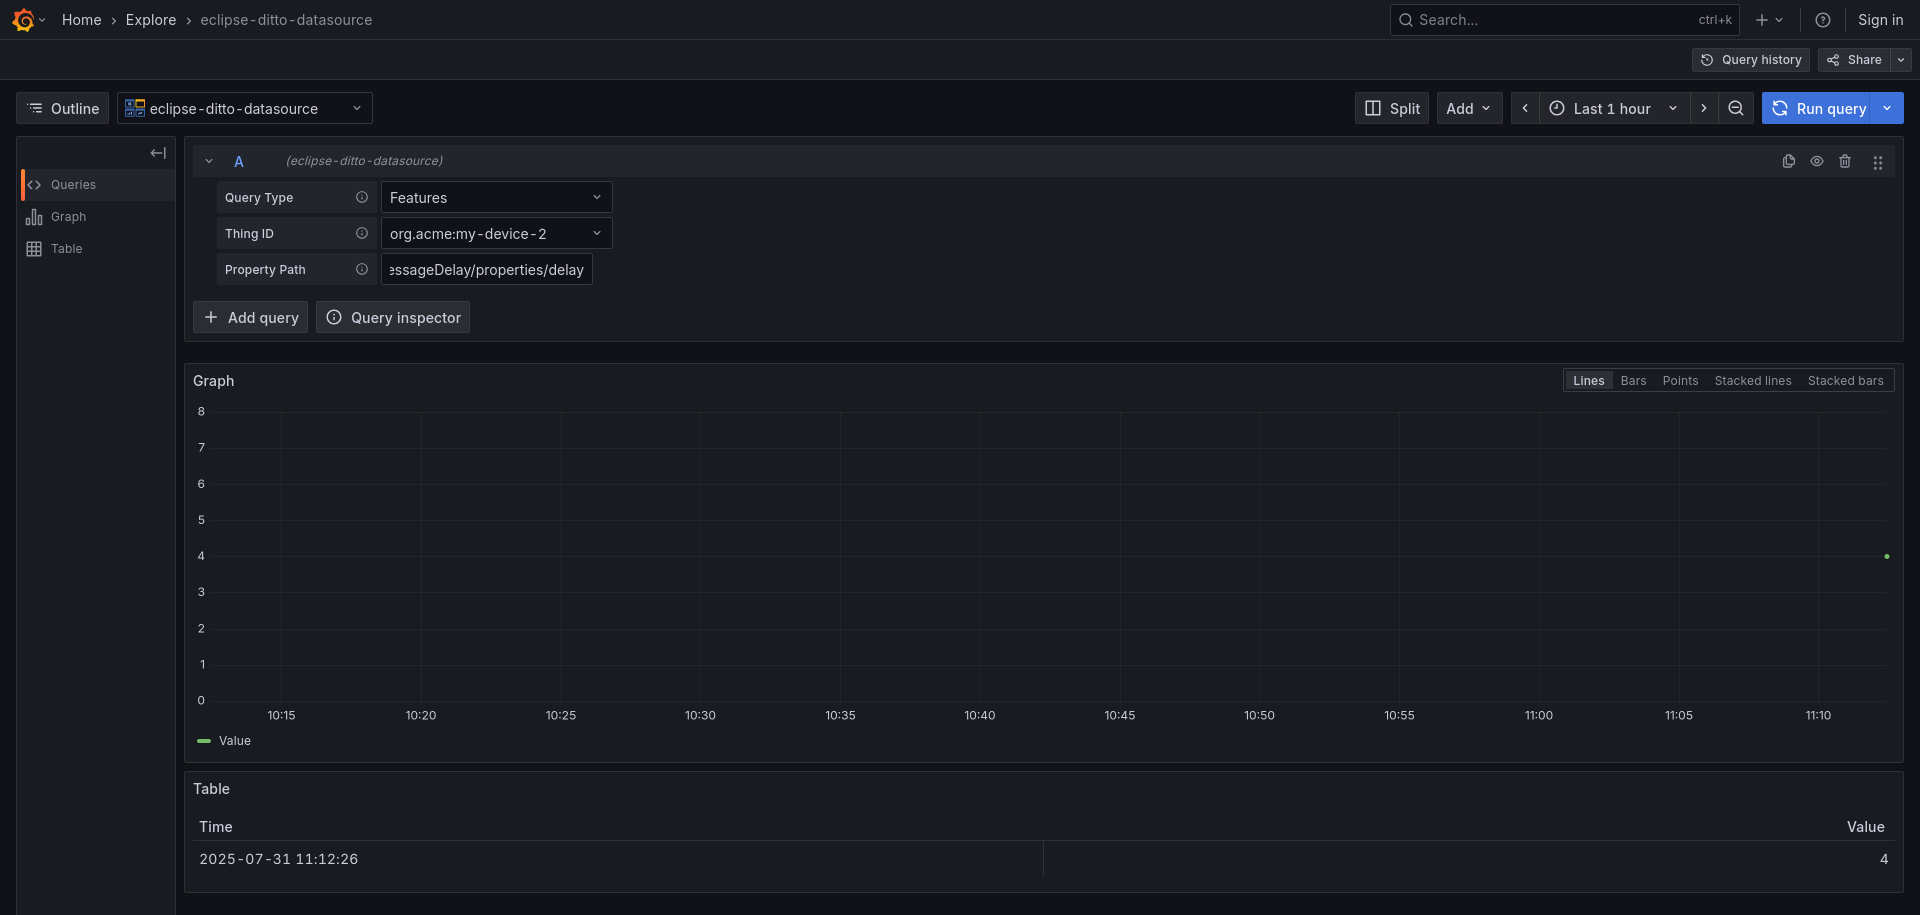 Home › Explore › eclipse-ditto-datasource
Search... ctrl+k
Sign in
Query history Share
Outline eclipse-ditto-datasource Split Add Last 1 hour Run query
Queries
Graph
Table
A (eclipse-ditto-datasource)
Query Type Features
Thing ID org.acme:my-device-2
Property Path essageDelay/properties/delay
Add query Query inspector
Graph
Lines Bars Points Stacked lines Stacked bars
8
7
6
5
4
3
2
1
0
10:15 10:20 10:25 10:30 10:35 10:40 10:45 10:50 10:55 11:00 11:05 11:10
Value
Table
Time Value
2025-07-31 11:12:26 4